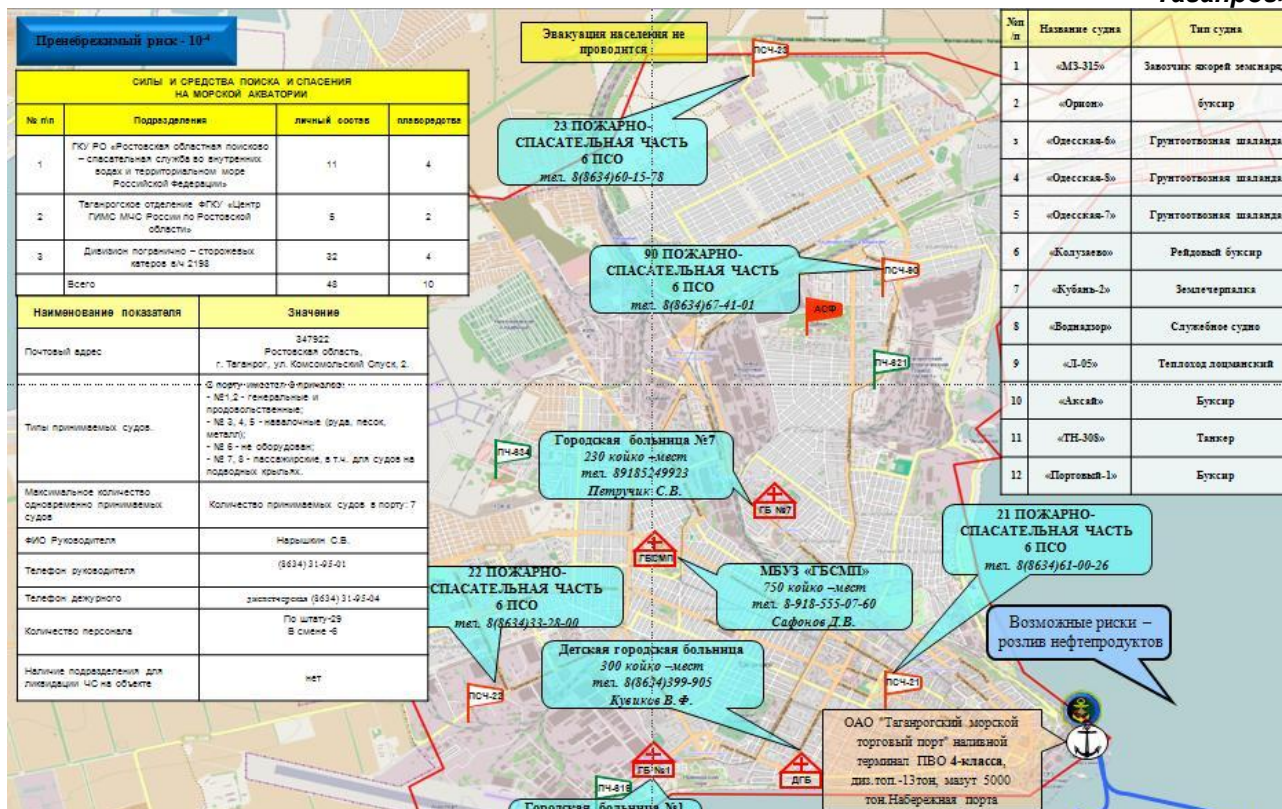 Таганрог
Пренебрежимый риск - 10⁻⁴
Эвакуация населения не
проводится
СИЛЫ И СРЕДСТВА ПОИСКА И СПАСЕНИЯ
НА МОРСКОЙ АКВАТОРИИ
№ п\п Подразделения личный состав плавсредства
1 ГКУ РО «Ростовская областная поисково
– спасательная служба во внутренних
водах и территориальном море
Российской Федерации» 11 4
2 Таганрогское отделение ФГКУ «Центр
ГИМС МЧС России по Ростовской
области» 5 2
3 Дивизион погранично – сторожевых
катеров в/ч 2198 32 4
Всего 48 10
Наименование показателя Значение
Почтовый адрес 347922
Ростовская область,
г. Таганрог, ул. Комсомольский Спуск, 2.
Типы принимаемых судов.
- №1,2 - генеральные и
продовольственные;
- № 3, 4, 5 - навалочные (руда, песок,
металл);
- № 6 - не оборудован;
- № 7, 8 - пассажирские, в т.ч. для судов на
подводных крыльях.
Максимальное количество
одновременно принимаемых
судов Количество принимаемых судов в порту: 7
ФИО Руководителя Нарышкин С.В.
Телефон руководителя (8634) 31-95-01
Телефон дежурного диспетчерская (8634) 31-95-04
Количество персонала По штату-29
В смене -6
Наличие подразделения для
ликвидации ЧС на объекте нет
№п
/п Название судна Тип судна
1 «МЗ-315» Завозчик якорей земснаряд
2 «Орион» буксир
3 «Одесская-6» Грунтоотвозная шаланда
4 «Одесская-8» Грунтоотвозная шаланда
5 «Одесская-7» Грунтоотвозная шаланда
6 «Колузаево» Рейдовый буксир
7 «Кубань-2» Землечерпалка
8 «Воднадзор» Служебное судно
9 «Л-05» Теплоход лоцманский
10 «Аксай» Буксир
11 «ТН-308» Танкер
12 «Портовый-1» Буксир
ПСЧ-23
23 ПОЖАРНО-
СПАСАТЕЛЬНАЯ ЧАСТЬ
6 ПСО
тел. 8(8634)60-15-78
90 ПОЖАРНО-
СПАСАТЕЛЬНАЯ ЧАСТЬ
6 ПСО
тел. 8(8634)67-41-01
ПСЧ-90
АСФ
ПЧ-621
ПЧ-634
Городская больница №7
230 койко –мест
тел. 89185249923
Петручик С.В.
ГБ №7
ГБСМП
МБУЗ «ГБСМП»
750 койко –мест
тел. 8-918-555-07-60
Сафонов Д.В.
21 ПОЖАРНО-
СПАСАТЕЛЬНАЯ ЧАСТЬ
6 ПСО
тел. 8(8634)61-00-26
22 ПОЖАРНО-
СПАСАТЕЛЬНАЯ ЧАСТЬ
6 ПСО
тел. 8(8634)33-28-00
ПСЧ-22
Детская городская больница
300 койко –мест
тел. 8(8634)399-905
Кувиков В. Ф.
ПСЧ-21
Возможные риски –
розлив нефтепродуктов
ОАО "Таганрогский морской
торговый порт" наливной
терминал ПВО 4-класса,
диз.топ.-13тон, мазут 5000
тон.Набережная порта
ГБ №1
ДГБ
ПЧ-618
Городская больница №1